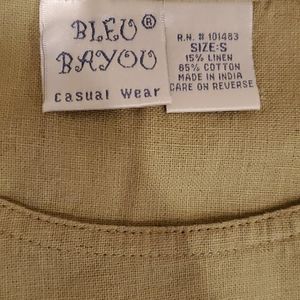 BLEU®
BAYOU
casual wear
R.N. # 101483
SIZE:S
15% LINEN
85% COTTON
MADE IN INDIA
CARE ON REVERSE